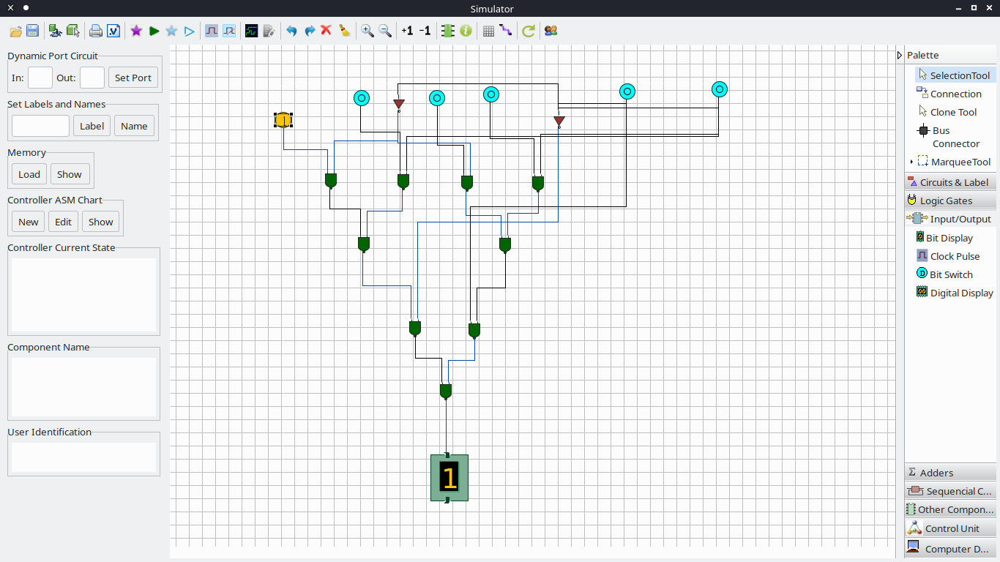 Simulator
+1 -1
Dynamic Port Circuit
In: Out: Set Port
Set Labels and Names
Label Name
Memory
Load Show
Controller ASM Chart
New Edit Show
Controller Current State
Component Name
User Identification
1
1
Palette
SelectionTool
Connection
Clone Tool
Bus
Connector
MarqueeTool
Circuits & Label
Logic Gates
Input/Output
Bit Display
Clock Pulse
D Bit Switch
Digital Display
Σ Adders
Sequencial C...
Other Compon...
Control Unit
Computer D...